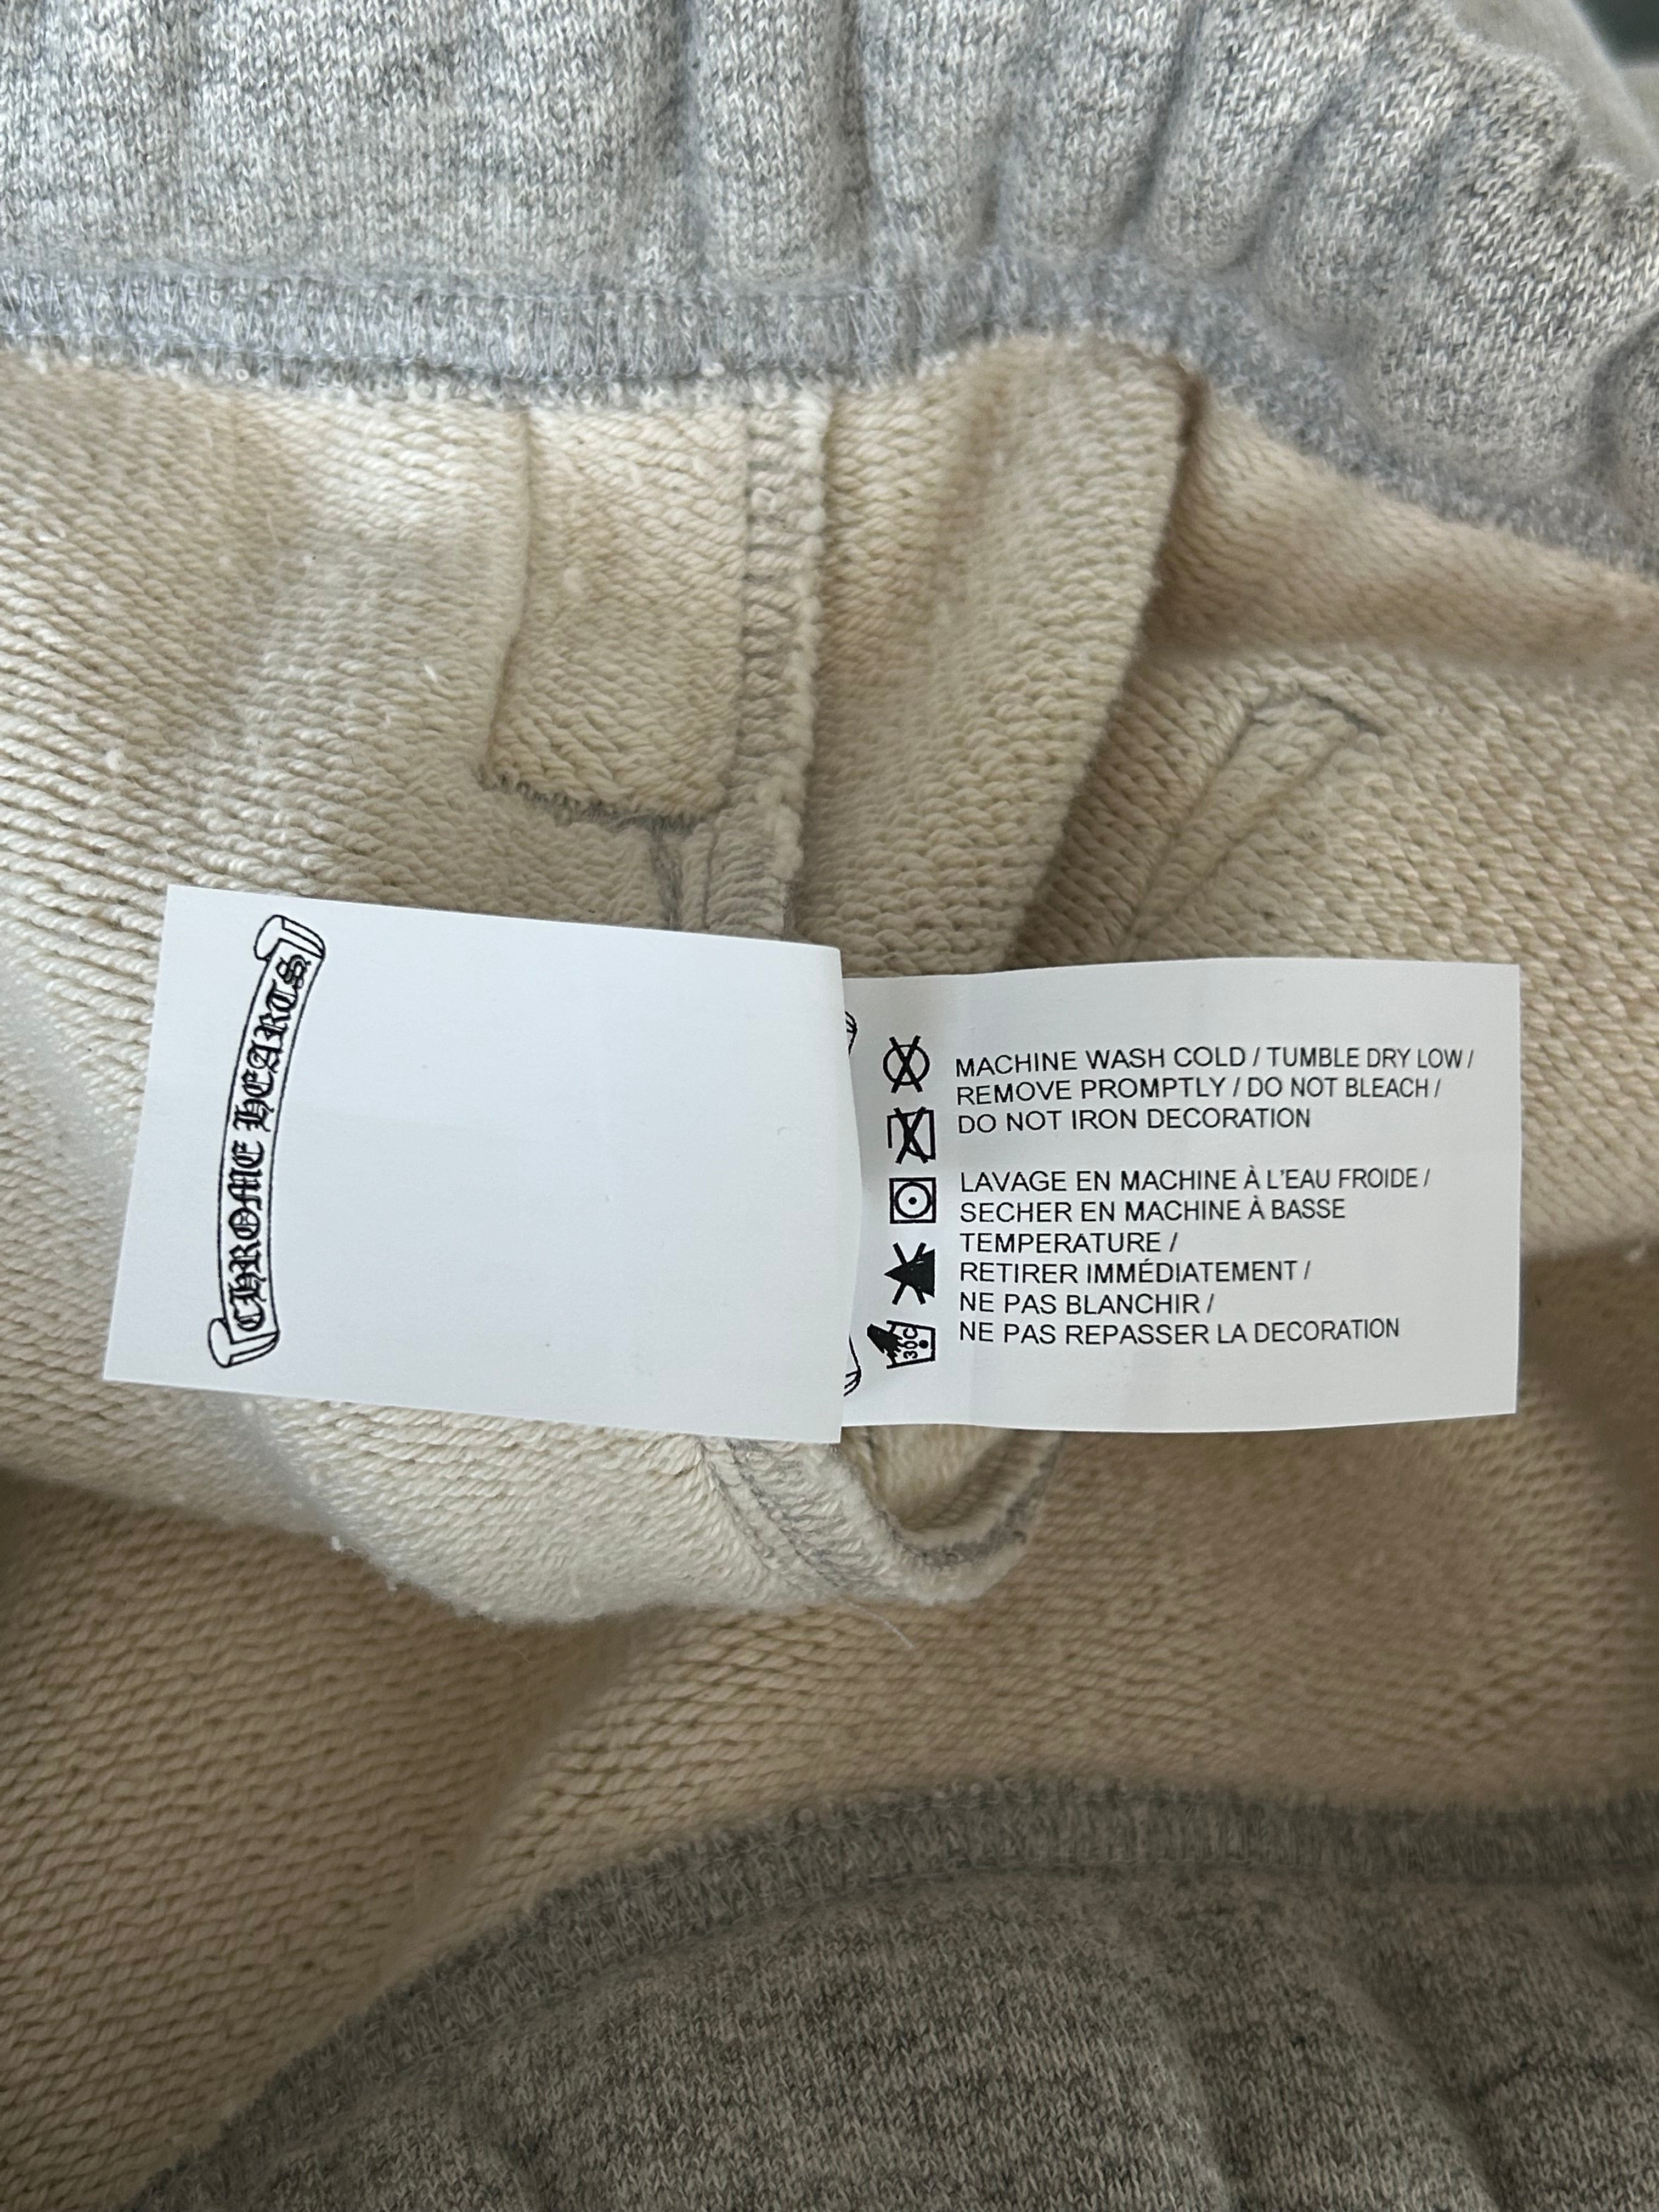 CHROME HEARTS
MACHINE WASH COLD / TUMBLE DRY LOW /
REMOVE PROMPTLY / DO NOT BLEACH /
DO NOT IRON DECORATION
LAVAGE EN MACHINE À L'EAU FROIDE /
SECHER EN MACHINE À BASSE
TEMPERATURE /
RETIRER IMMÉDIATEMENT /
NE PAS BLANCHIR /
NE PAS REPASSER LA DECORATION
30C